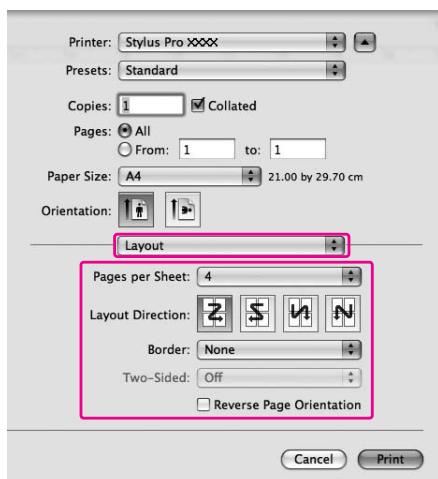 Printer: Stylus Pro XXXX
Presets: Standard
Copies: 1 Collated
Pages: All
From: 1 to: 1
Paper Size: A4 21.00 by 29.70 cm
Orientation:
Layout
Pages per Sheet: 4
Layout Direction:
Border: None
Two-Sided: Off
Reverse Page Orientation
Cancel Print